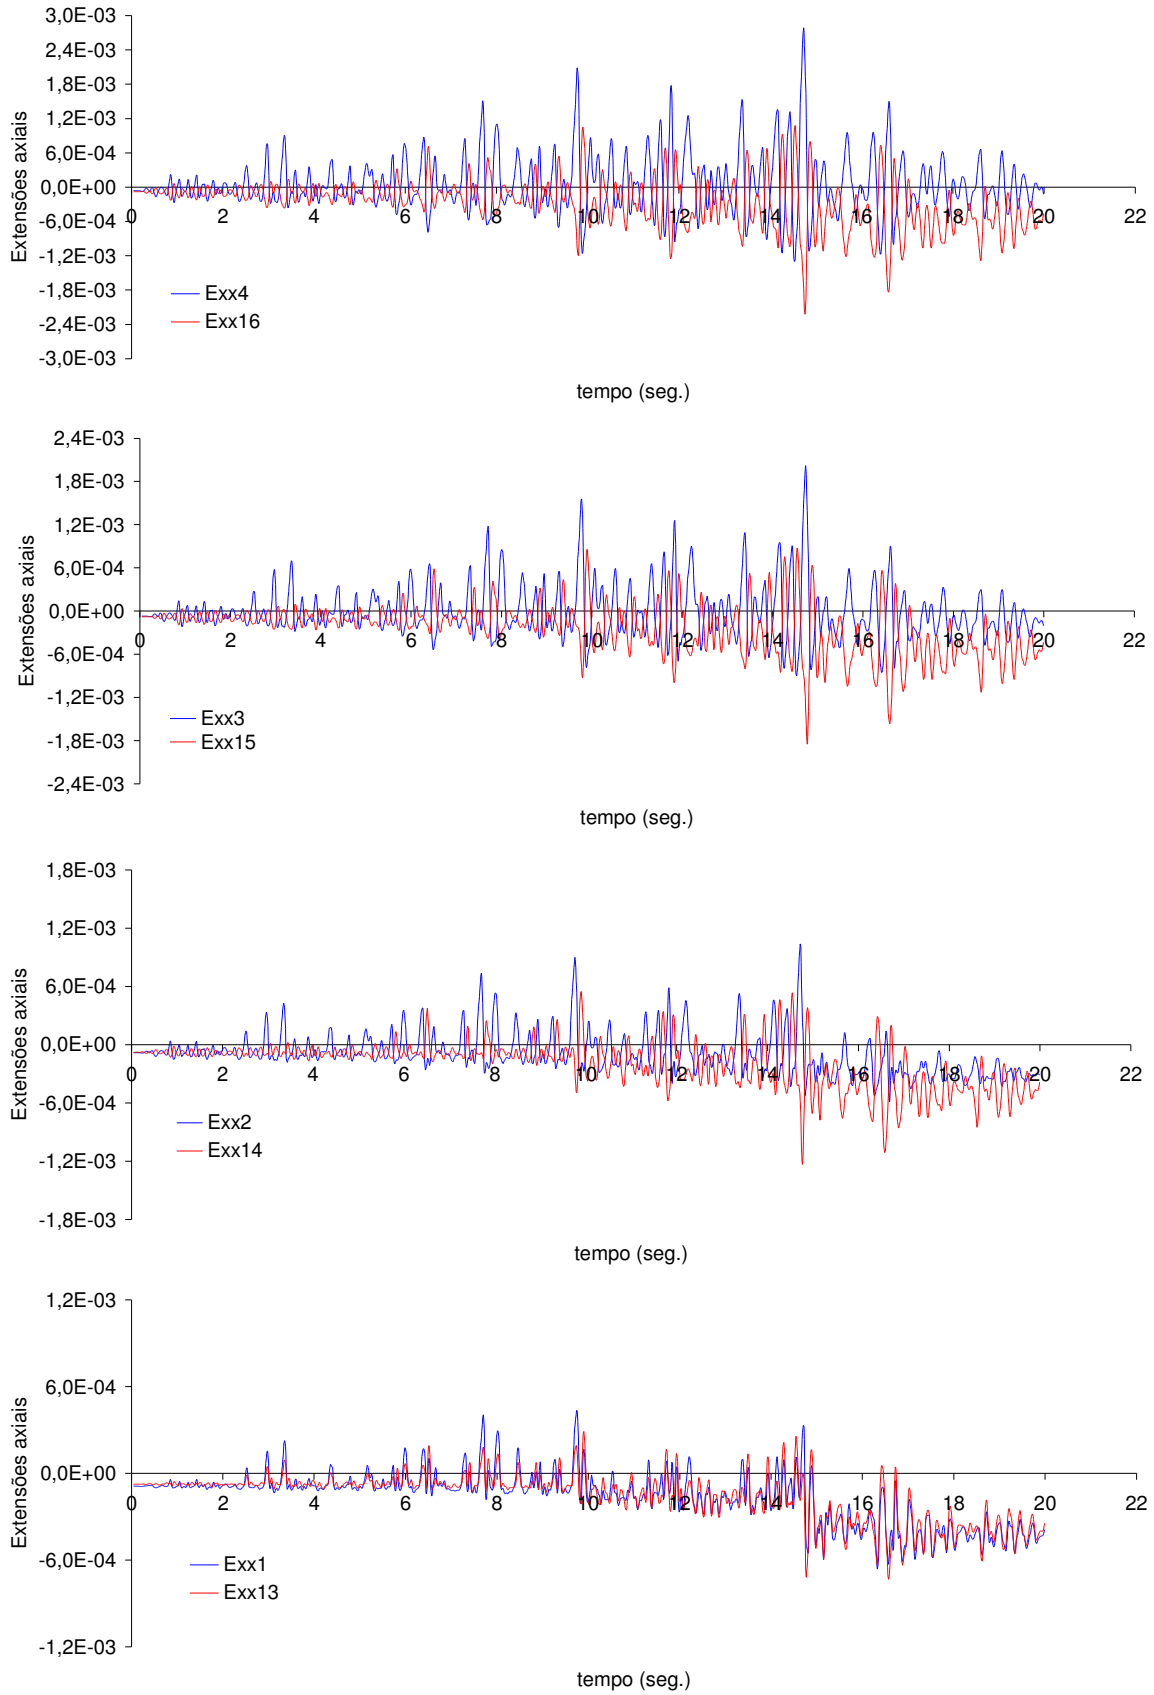 3,0E-03
2,4E-03
1,8E-03
1,2E-03
6,0E-04
0,0E+00
-6,0E-04
-1,2E-03
-1,8E-03
-2,4E-03
-3,0E-03
Extensões axiais
0 2 4 6 8 10 12 14 16 18 20 22
Exx4
Exx16
tempo (seg.)
2,4E-03
1,8E-03
1,2E-03
6,0E-04
0,0E+00
-6,0E-04
-1,2E-03
-1,8E-03
-2,4E-03
Extensões axiais
0 2 4 6 8 10 12 14 16 18 20 22
Exx3
Exx15
tempo (seg.)
1,8E-03
1,2E-03
6,0E-04
0,0E+00
-6,0E-04
-1,2E-03
-1,8E-03
Extensões axiais
0 2 4 6 8 10 12 14 16 18 20 22
Exx2
Exx14
tempo (seg.)
1,2E-03
6,0E-04
0,0E+00
-6,0E-04
-1,2E-03
Extensões axiais
0 2 4 6 8 10 12 14 16 18 20 22
Exx1
Exx13
tempo (seg.)